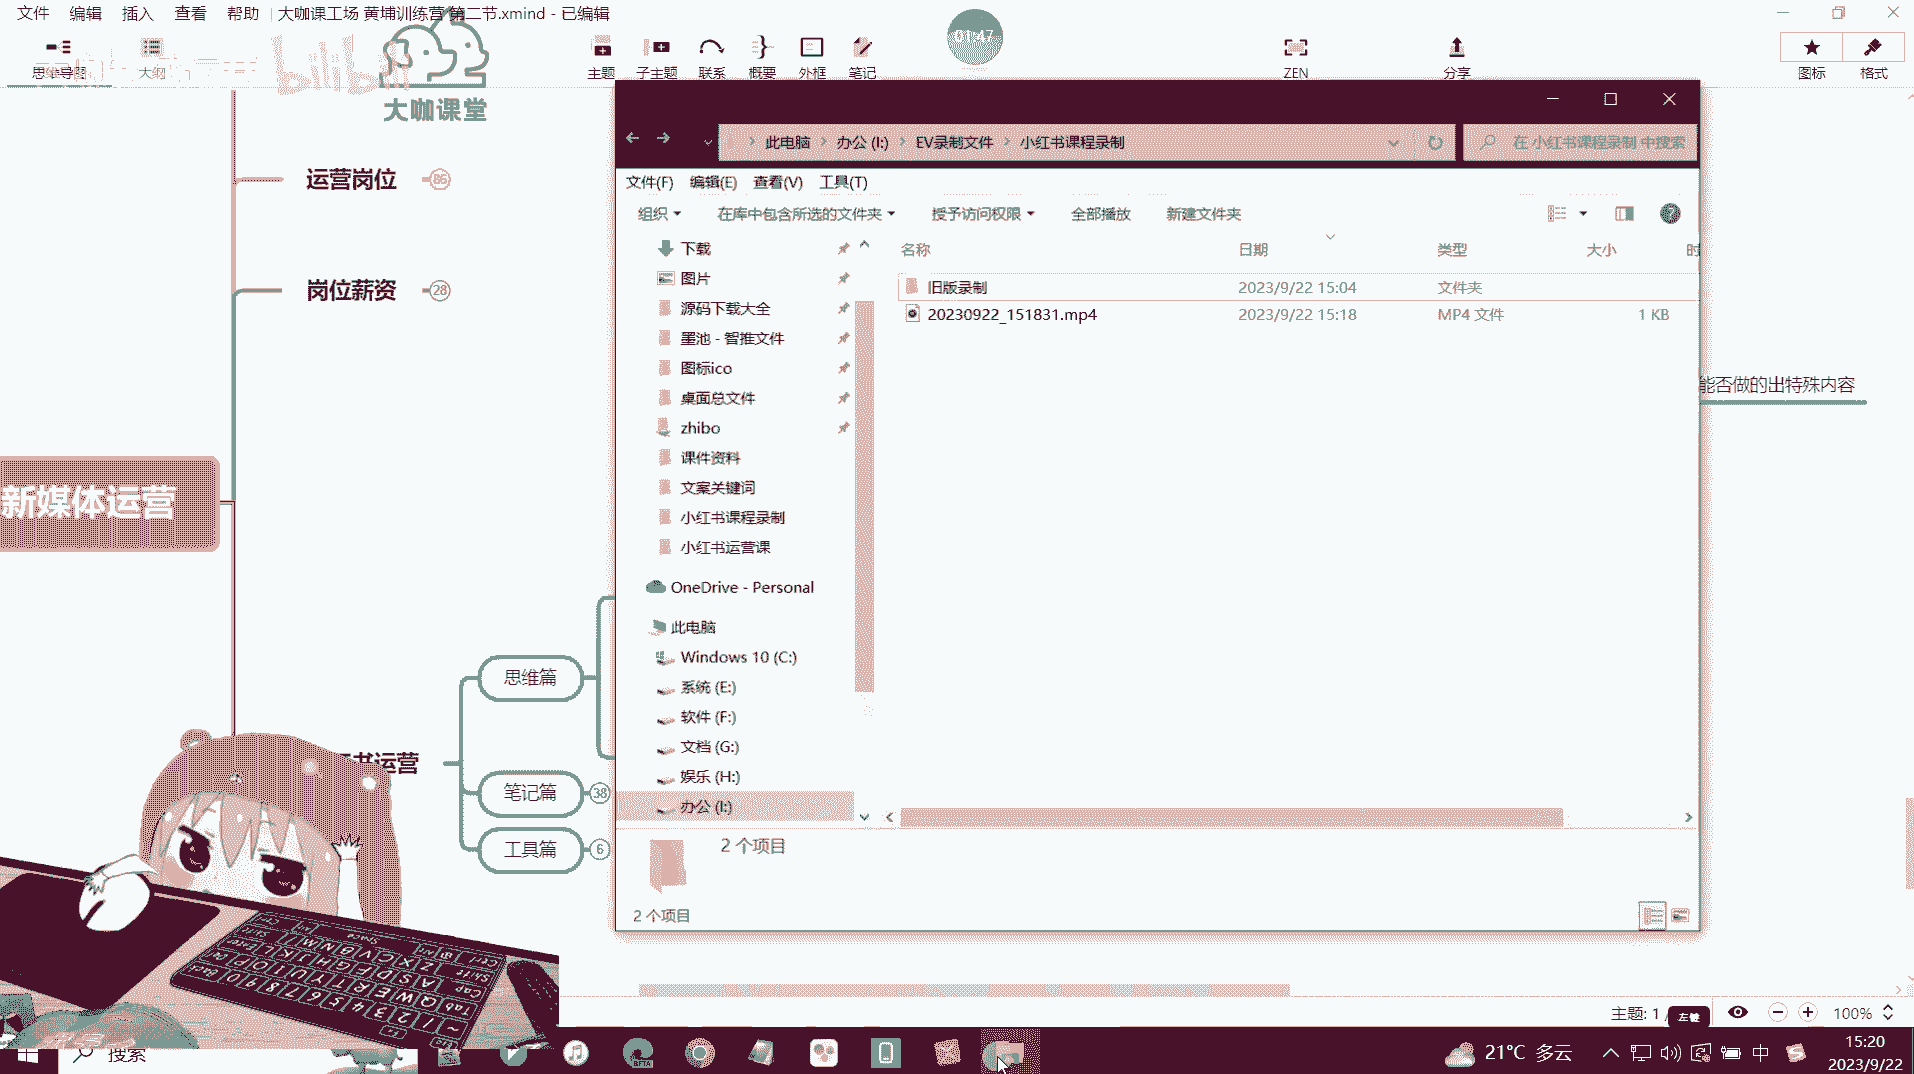 文件 编辑 插入 查看 帮助 大咖课工场 黄埔训练营 第二节.xmind - 已编辑
思维导图 大纲 主题 子主题 联系 概要 外框 笔记 01:47 ZEN 分享 图标 格式
bilibili
大咖课堂
运营岗位 86
岗位薪资 28
新媒体运营
书运营
思维篇
笔记篇 38
工具篇 6
能否做的出特殊内容
此电脑 办公 (I:) EV录制文件 小红书课程录制 在 小红书课程录制 中搜索
文件(F) 编辑(E) 查看(V) 工具(T)
组织 在库中包含所选的文件夹 授予访问权限 全部播放 新建文件夹
名称 日期 类型 大小 时
旧版录制 2023/9/22 15:04 文件夹
20230922_151831.mp4 2023/9/22 15:18 MP4 文件 1 KB
下载
图片
源码下载大全
墨池 - 智推文件
图标ico
桌面总文件
zhibo
课件资料
文案关键词
小红书课程录制
小红书运营课
OneDrive - Personal
此电脑
Windows 10 (C:)
系统 (E:)
软件 (F:)
文档 (G:)
娱乐 (H:)
办公 (I:)
2 个项目
2 个项目
主题: 1 / 左键 100%
搜索 BETA 21°C 多云 中 15:20
2023/9/22